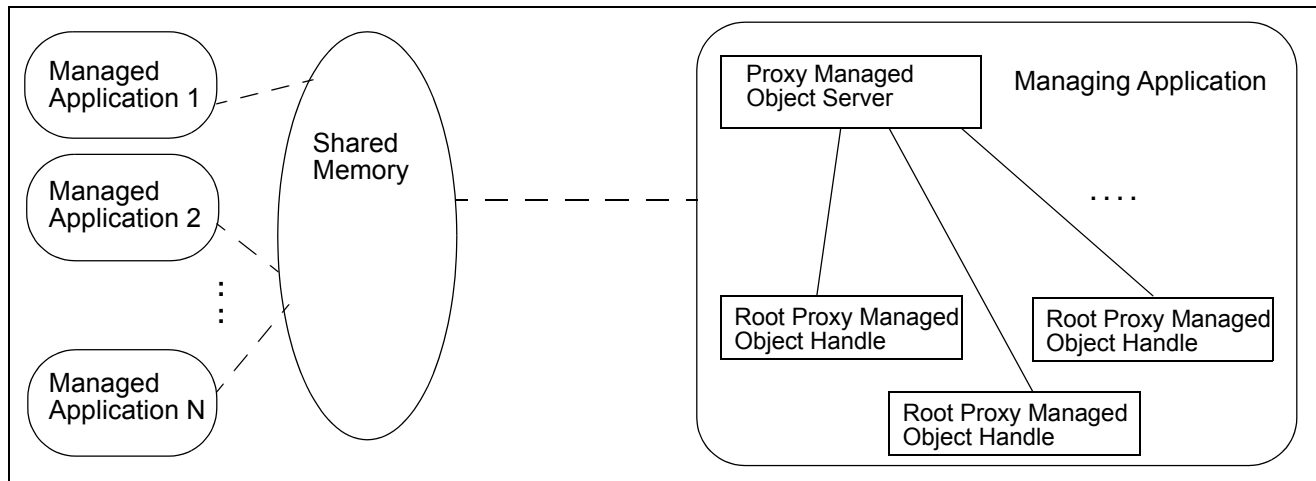 Managed
Application 1
Managed
Application 2
:
:
Managed
Application N
Shared
Memory
Managing Application
Proxy Managed
Object Server
. . . .
Root Proxy Managed
Object Handle
Root Proxy Managed
Object Handle
Root Proxy Managed
Object Handle